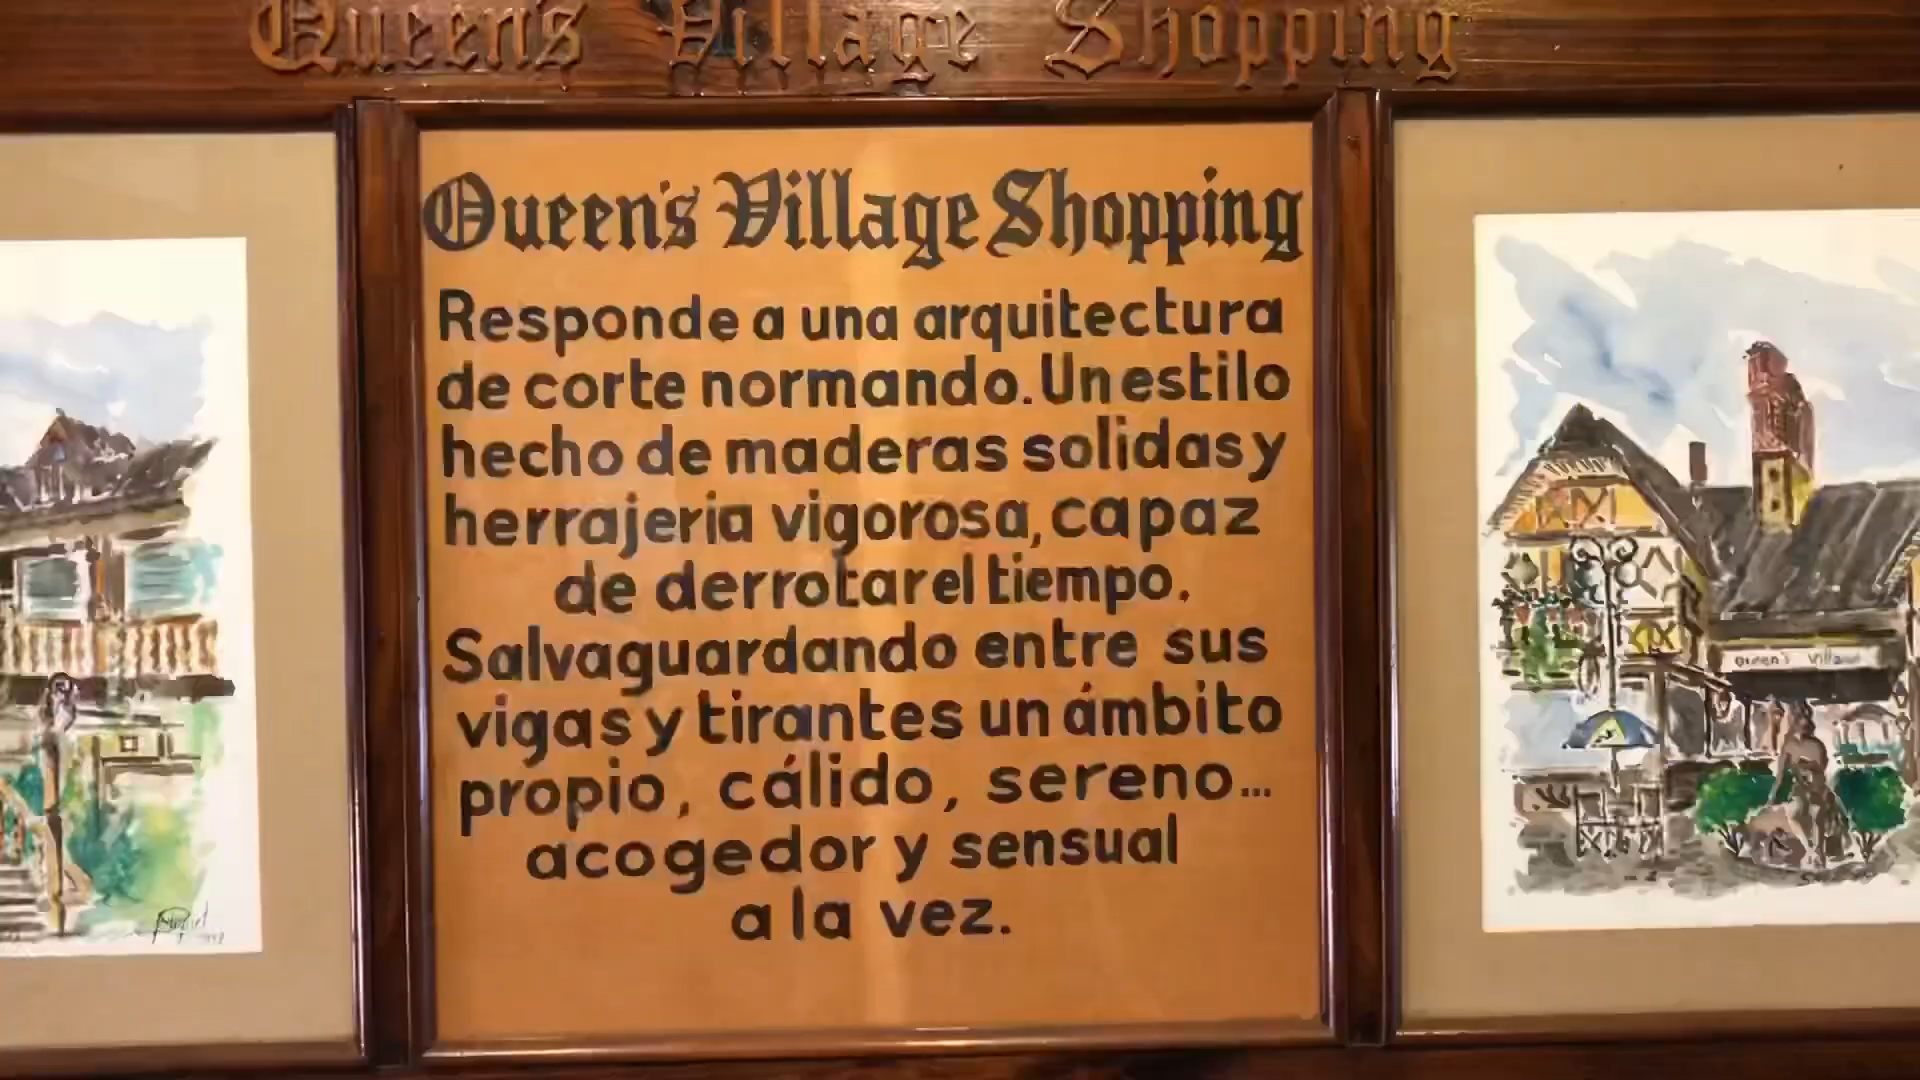 Queen's Village Shopping
Queen's Village Shopping
Responde a una arquitectura
de corte normando. Un estilo
hecho de maderas solidas y
herrajeria vigorosa, capaz
de derrotar el tiempo.
Salvaguardando entre sus
vigas y tirantes un ámbito
propio, cálido, sereno...
acogedor y sensual
a la vez.
Queen's Village